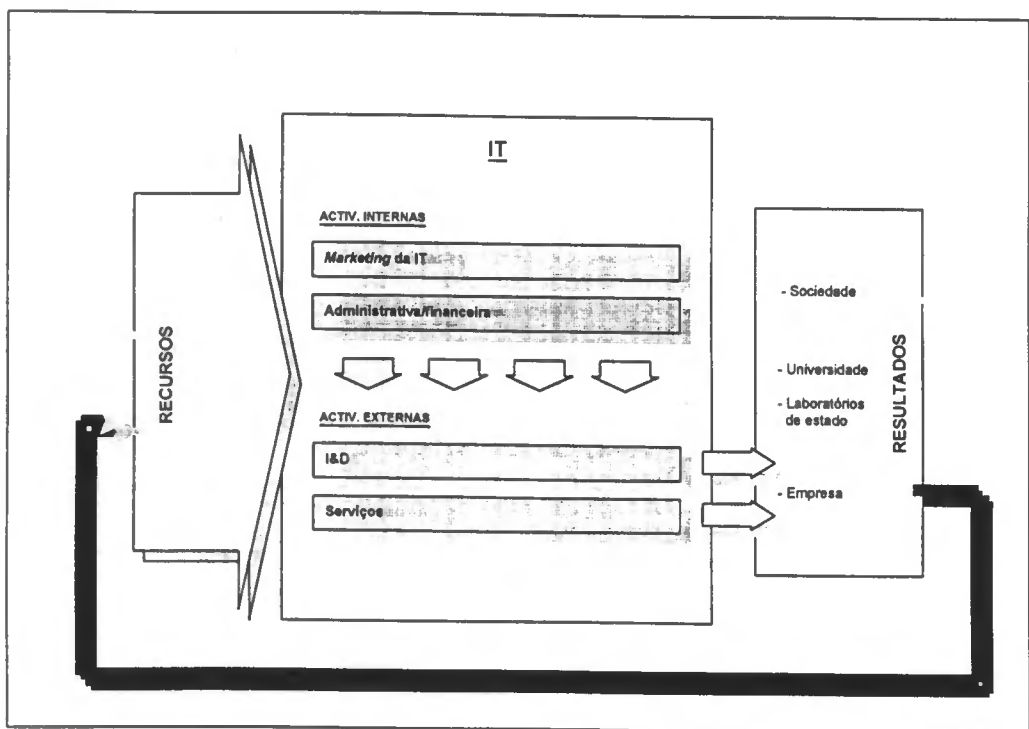 IT
RECURSOS
ACTIV. INTERNAS
Marketing da IT
Administrativa/financeira
ACTIV. EXTERNAS
I&D
Serviços
- Sociedade
- Universidade
- Laboratórios
de estado
- Empresa
RESULTADOS